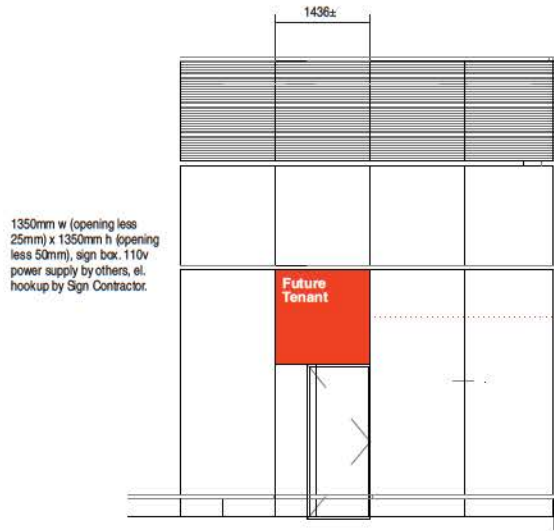 1436±
1350mm w (opening less
25mm) x 1350mm h (opening
less 50mm), sign box. 110v
power supply by others, el.
hookup by Sign Contractor.
Future
Tenant